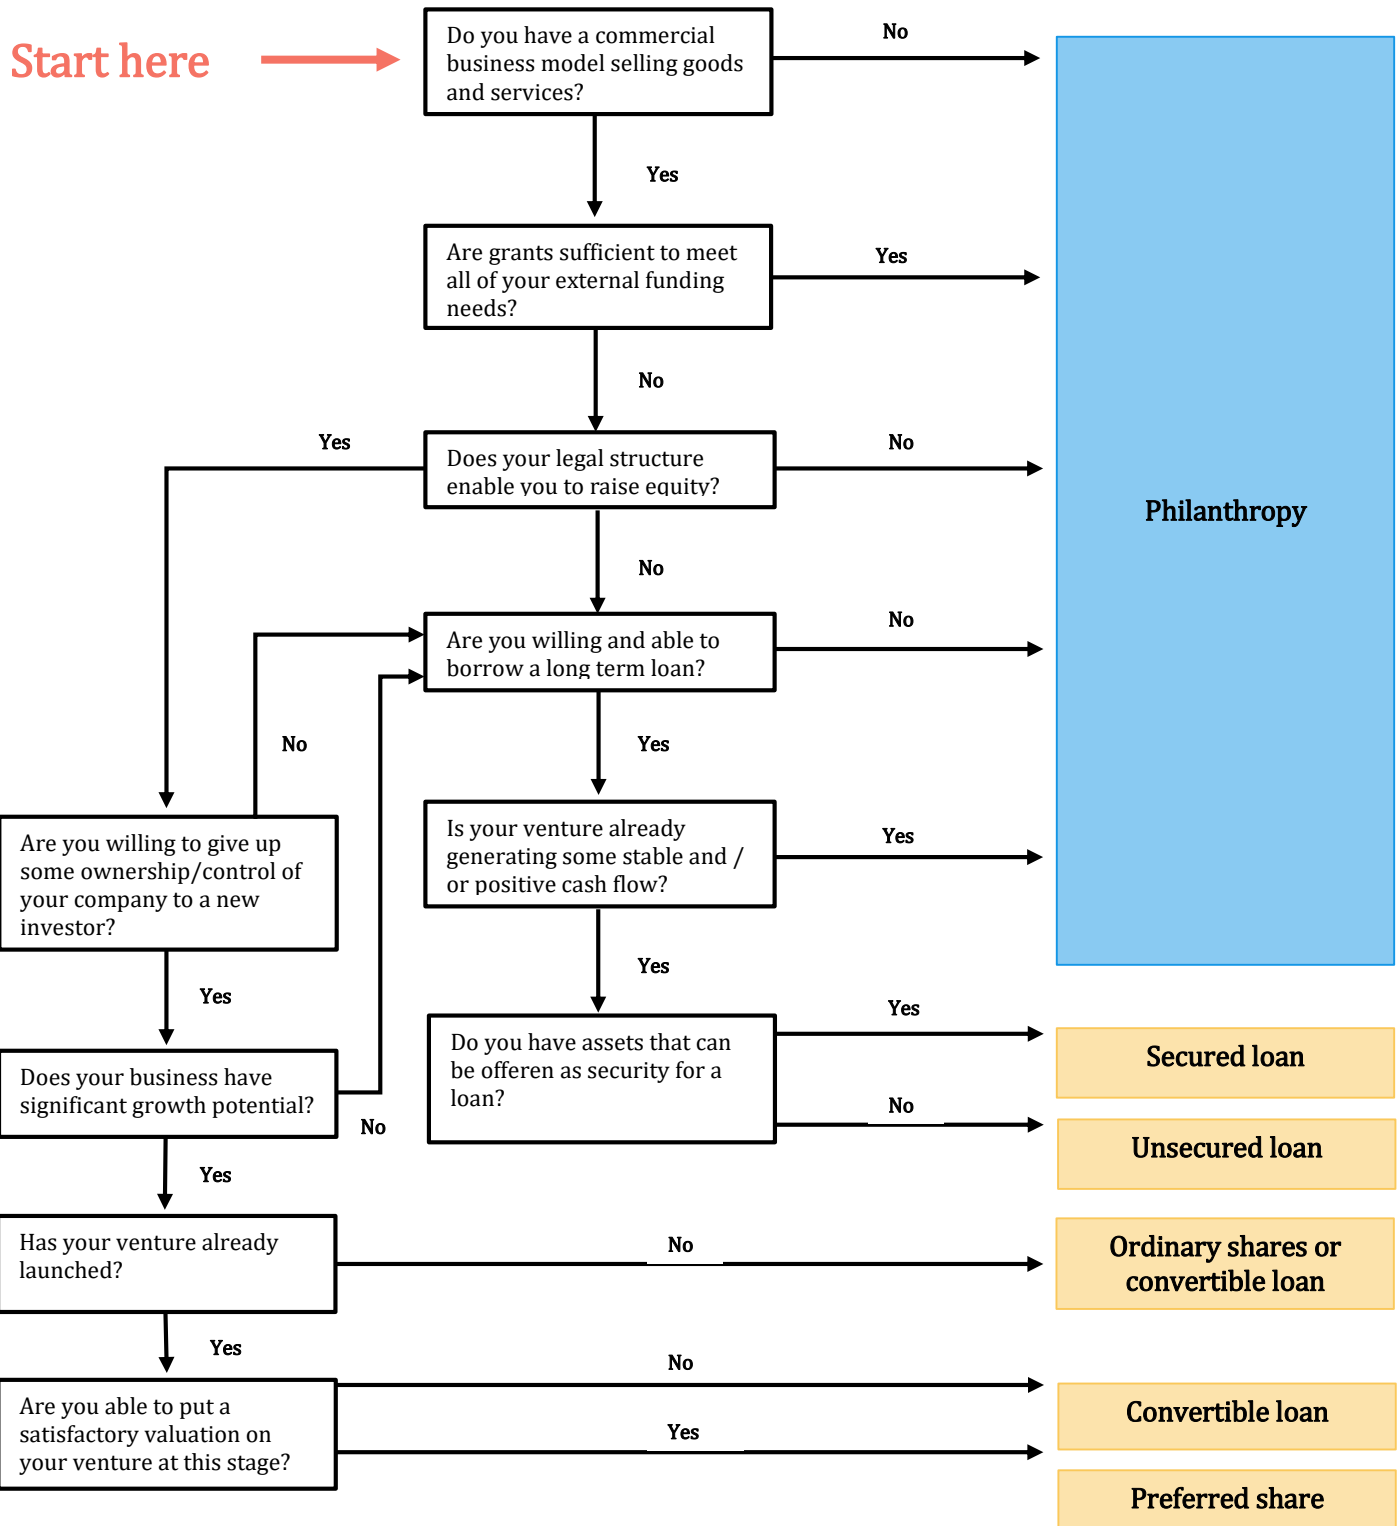 Start here
Do you have a commercial
business model selling goods
and services?
No
Yes
Are grants sufficient to meet
all of your external funding
needs?
Yes
No
Yes
Does your legal structure
enable you to raise equity?
No
Philanthropy
No
Are you willing and able to
borrow a long term loan?
No
No
Yes
Are you willing to give up
some ownership/control of
your company to a new
investor?
Is your venture already
generating some stable and /
or positive cash flow?
Yes
Yes
Yes
Do you have assets that can
be offeren as security for a
loan?
Yes
Secured loan
No
Unsecured loan
Does your business have
significant growth potential?
No
Yes
Has your venture already
launched?
No
Ordinary shares or
convertible loan
Yes
Are you able to put a
satisfactory valuation on
your venture at this stage?
No
Convertible loan
Yes
Preferred share